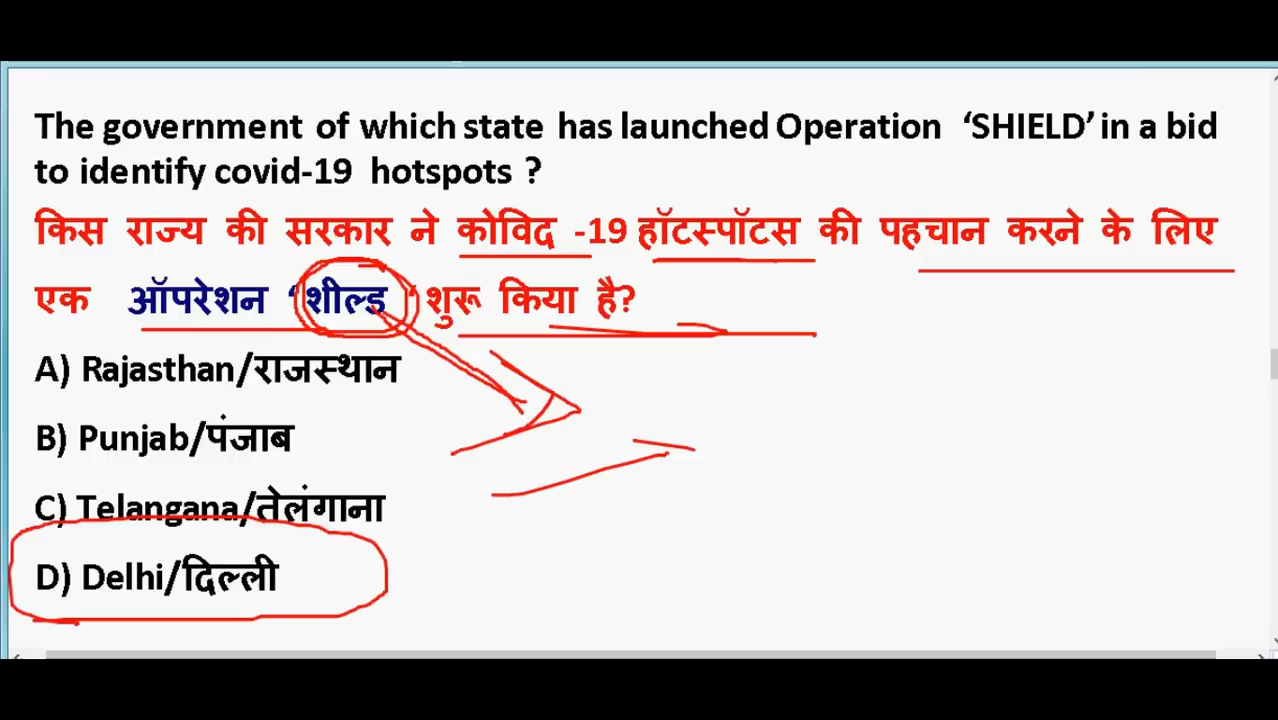 The government of which state has launched Operation ‘SHIELD’ in a bid
to identify covid-19 hotspots ?
किस राज्य की सरकार ने कोविद -19 हॉटस्पॉटस की पहचान करने के लिए
एक ऑपरेशन ‘शील्ड ‘ शुरू किया है?
A) Rajasthan/राजस्थान
B) Punjab/पंजाब
C) Telangana/तेलंगाना
D) Delhi/दिल्ली